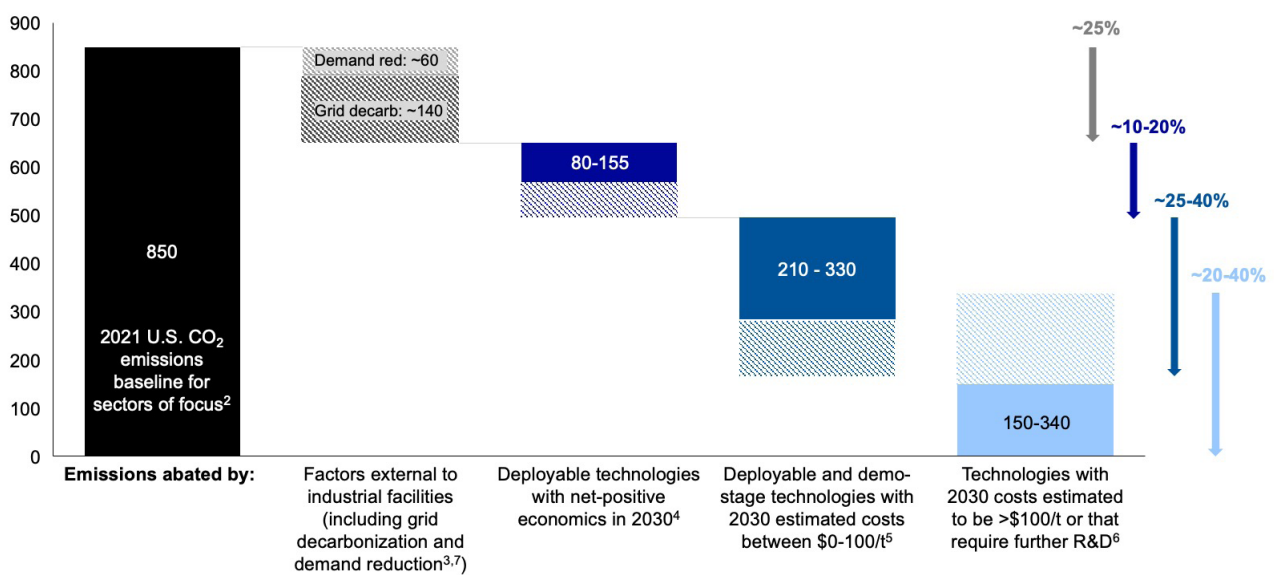 900
800
700
600
500
400
300
200
100
0
850
2021 U.S. CO₂
emissions
baseline for
sectors of focus²
Demand red: ~60
Grid decarb: ~140
80-155
210 - 330
150-340
~25%
~10-20%
~25-40%
~20-40%
Emissions abated by:
Factors external to
industrial facilities
(including grid
decarbonization and
demand reduction³,⁷)
Deployable technologies
with net-positive
economics in 2030⁴
Deployable and demo-
stage technologies with
2030 estimated costs
between $0-100/t⁵
Technologies with
2030 costs estimated
to be >$100/t or that
require further R&D⁶